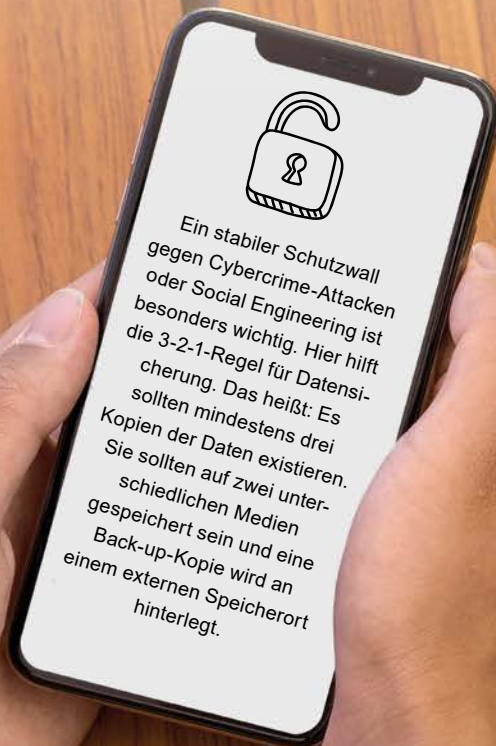 Ein stabiler Schutzwall
gegen Cybercrime-Attacken
oder Social Engineering ist
besonders wichtig. Hier hilft
die 3-2-1-Regel für Datensi-
cherung. Das heißt: Es
sollten mindestens drei
Kopien der Daten existieren.
Sie sollten auf zwei unter-
schiedlichen Medien
gespeichert sein und eine
Back-up-Kopie wird an
einem externen Speicherort
hinterlegt.